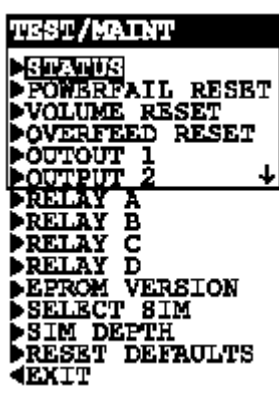 TEST/MAINT
STATUS
POWERFAIL RESET
VOLUME RESET
OVERFEED RESET
OUTOUT 1
OUTPUT 2
RELAY A
RELAY B
RELAY C
RELAY D
EPROM VERSION
SELECT SIM
SIM DEPTH
RESET DEFAULTS
EXIT